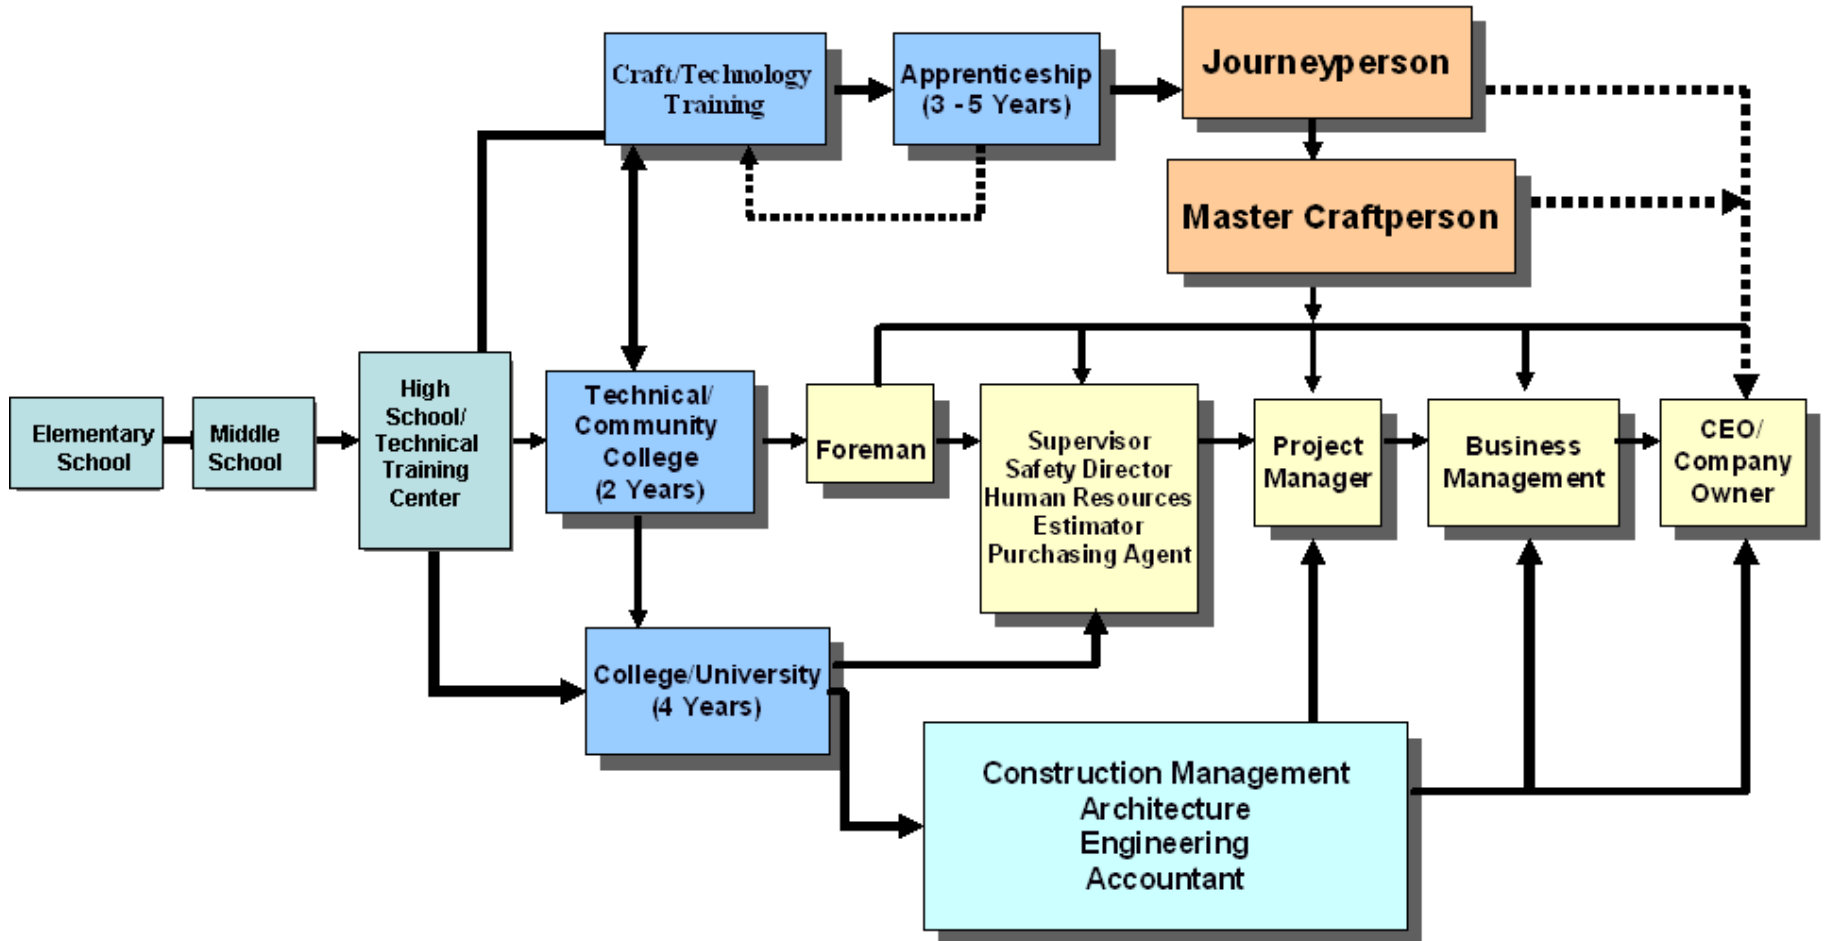 Craft/Technology
Training
Apprenticeship
(3 - 5 Years)
Journeyperson
Master Craftperson
Elementary
School
Middle
School
High
School/
Technical
Training
Center
Technical/
Community
College
(2 Years)
Foreman
Supervisor
Safety Director
Human Resources
Estimator
Purchasing Agent
Project
Manager
Business
Management
CEO/
Company
Owner
College/University
(4 Years)
Construction Management
Architecture
Engineering
Accountant